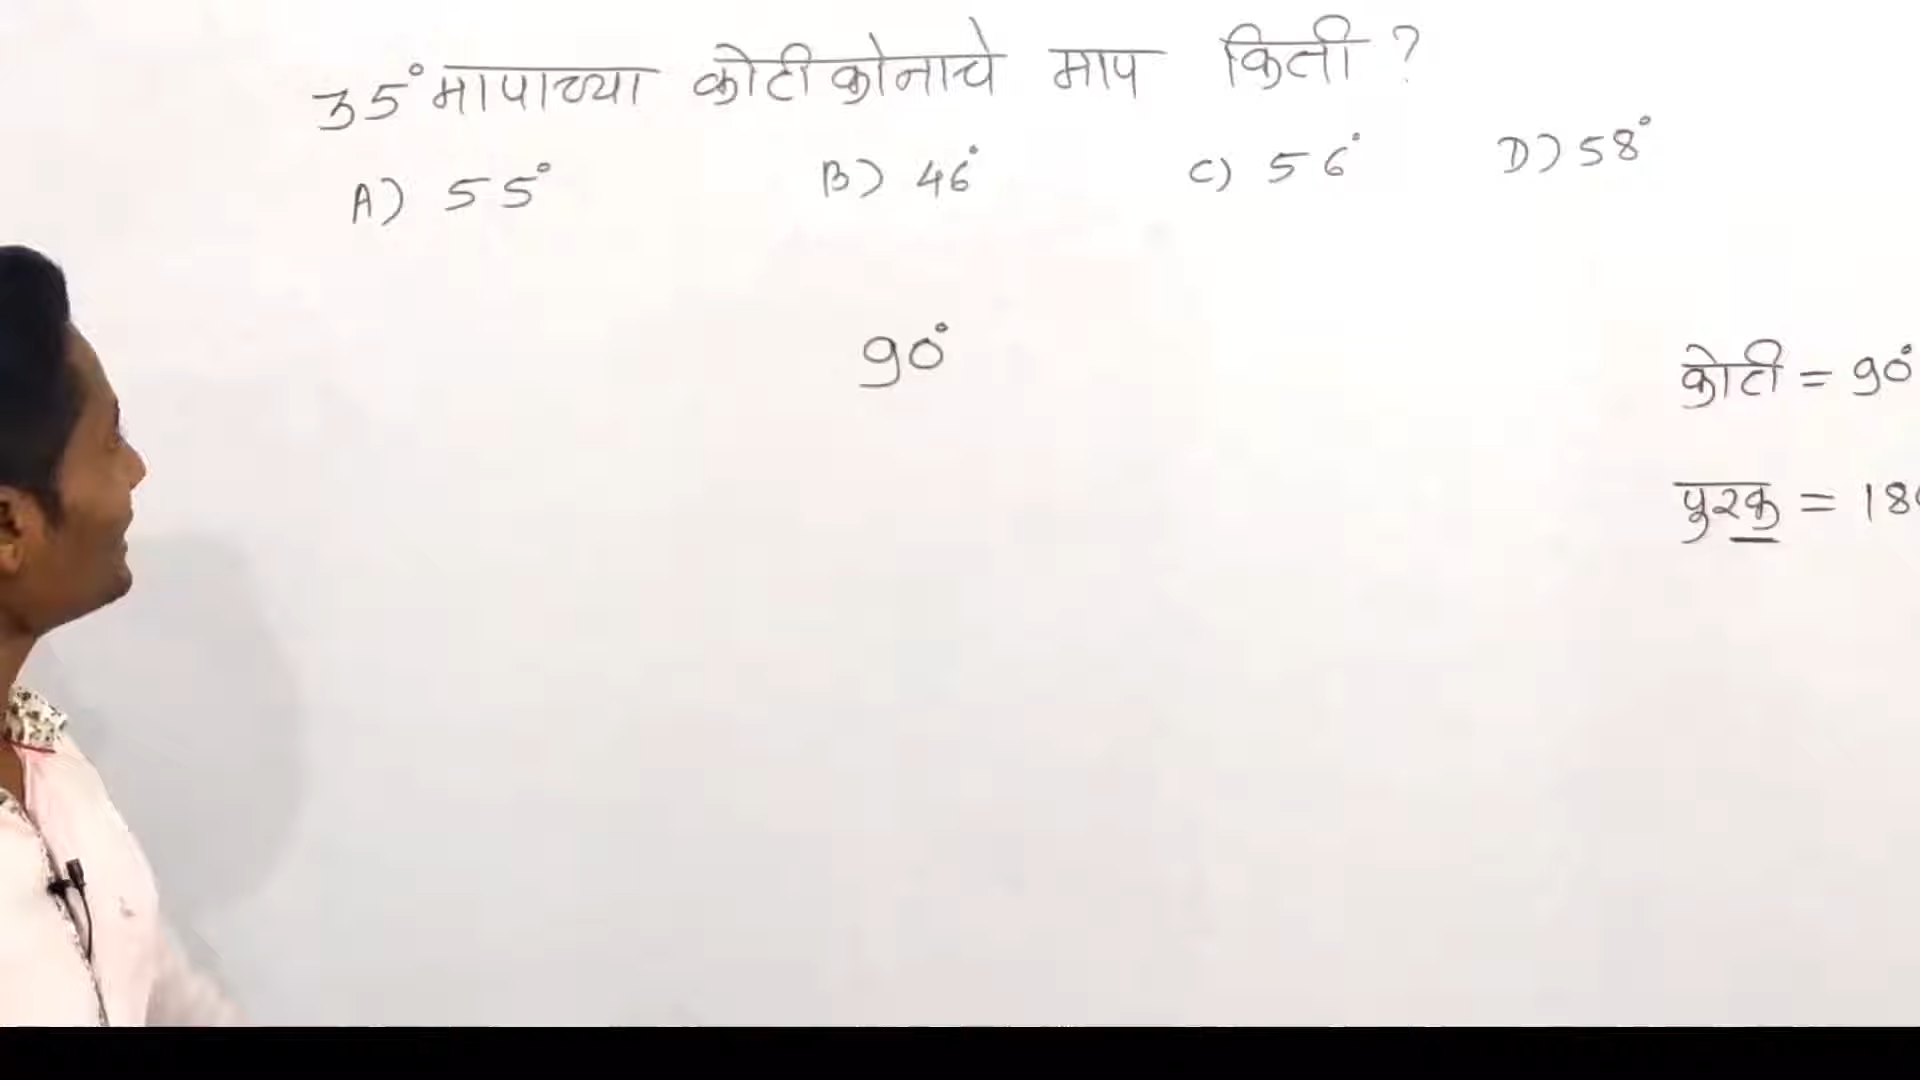 35° मापाच्या कोटीकोनाचे माप किती ?
A) 55° B) 46° C) 56° D) 58°
90°
कोटी = 90°
पुरक = 18